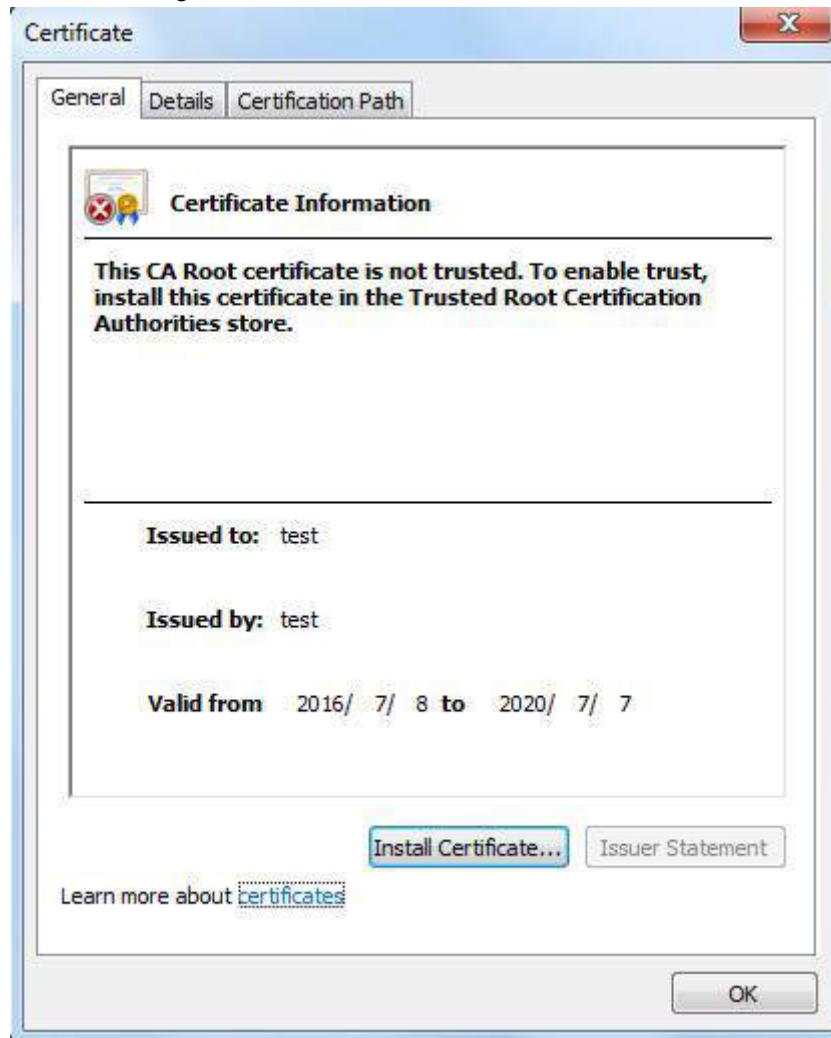 Certificate
General Details Certification Path
Certificate Information
This CA Root certificate is not trusted. To enable trust,
install this certificate in the Trusted Root Certification
Authorities store.
Issued to: test
Issued by: test
Valid from 2016/ 7/ 8 to 2020/ 7/ 7
Install Certificate... Issuer Statement
Learn more about certificates
OK